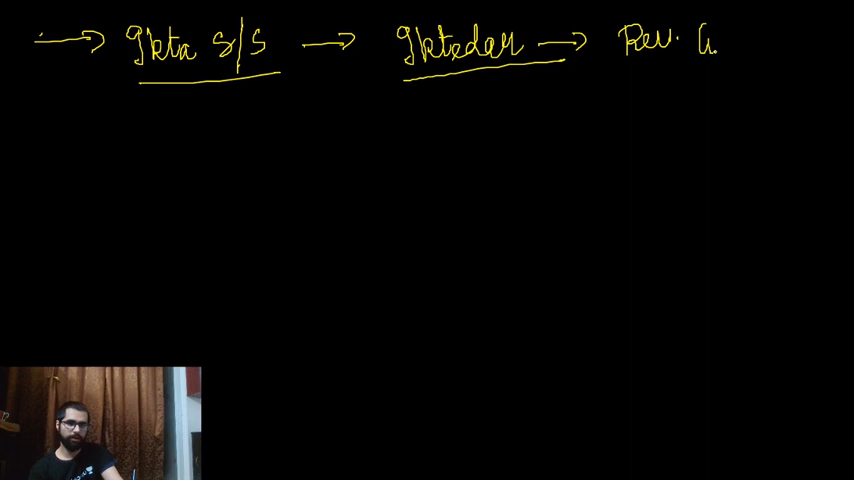 → Ikta S/S → Iktedar → Rev.